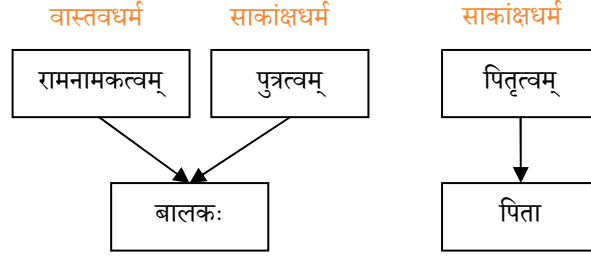 वास्तवधर्म साकांक्षधर्म साकांक्षधर्म
रामनामकत्वम् पुत्रत्वम् पितृत्वम्
बालकः पिता